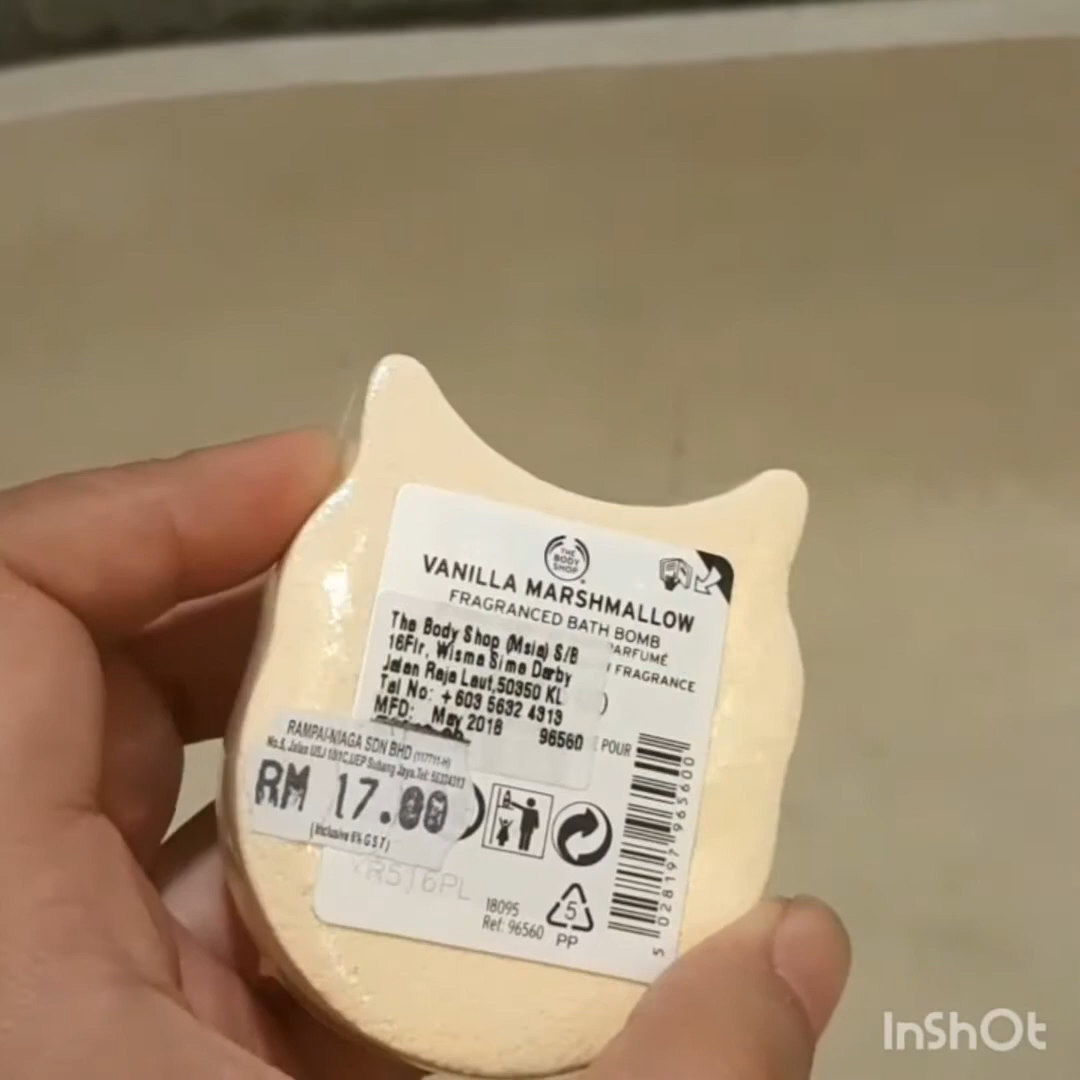 THE
BODY
SHOP
VANILLA MARSHMALLOW
FRAGRANCED BATH BOMB
PARFUMÉ
FRAGRANCE
The Body Shop (Msia) S/B
16Flr, Wisma Sime Darby
Jalan Raja Laut,50350 KL
Tel No: +603 5632 4313
MFD: May 2018 96560
E POUR
RAMPAI-NIAGA SDN BHD (117711-H)
No.8, Jalan USJ 10/1C,UEP Subang Jaya.Tel: 56324313
RM 17.00
(Inclusive 6% G S T)
5 028197 965600
18095
Ref: 96560
5
PP
InShOt